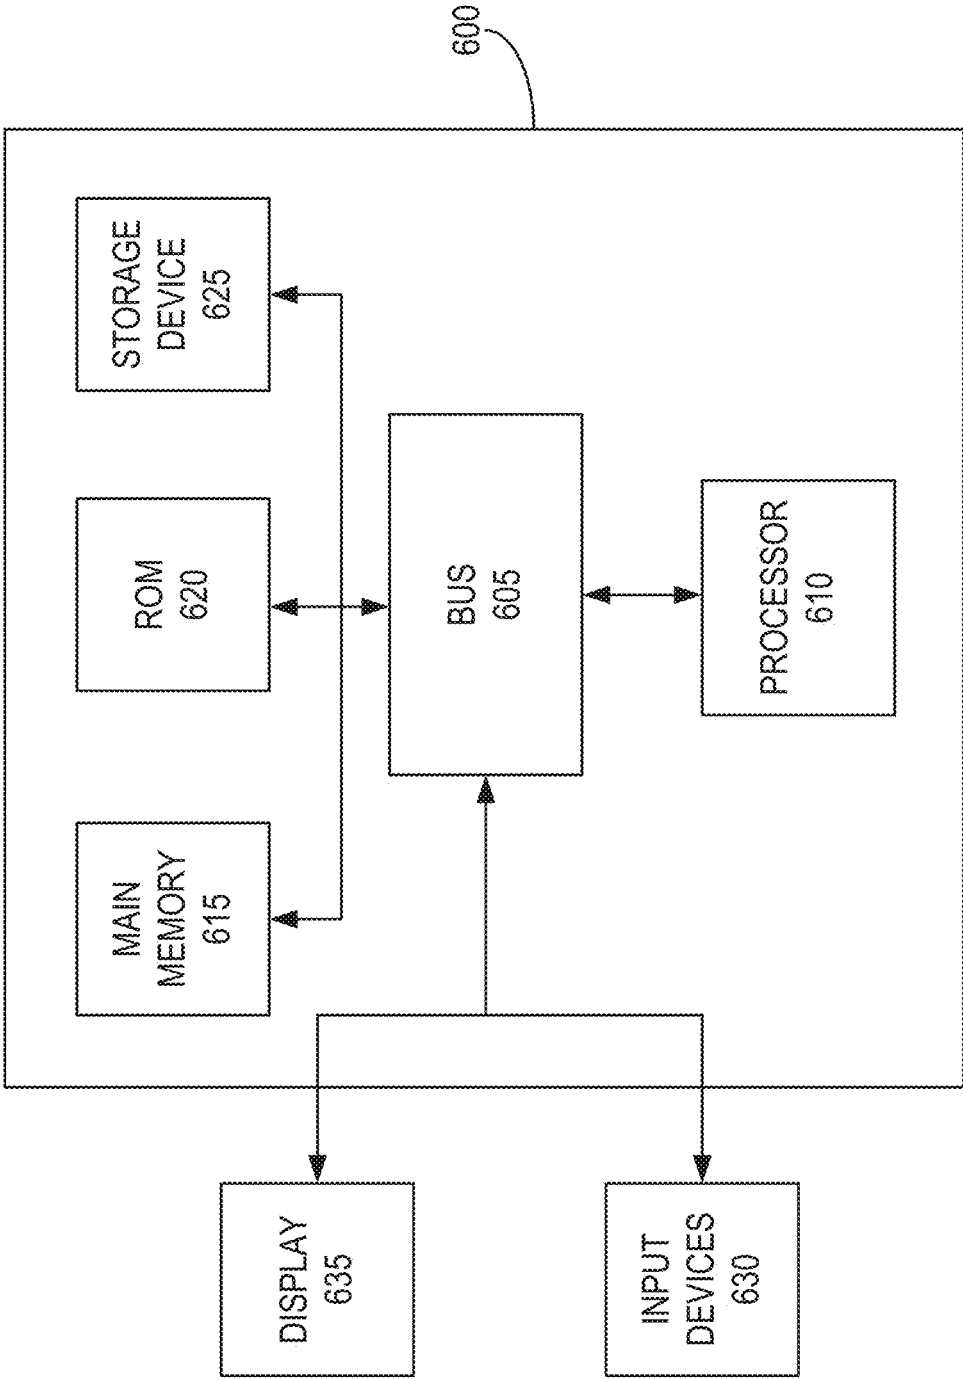 600
MAIN
MEMORY
615
ROM
620
STORAGE
DEVICE
625
DISPLAY
635
BUS
605
INPUT
DEVICES
630
PROCESSOR
610